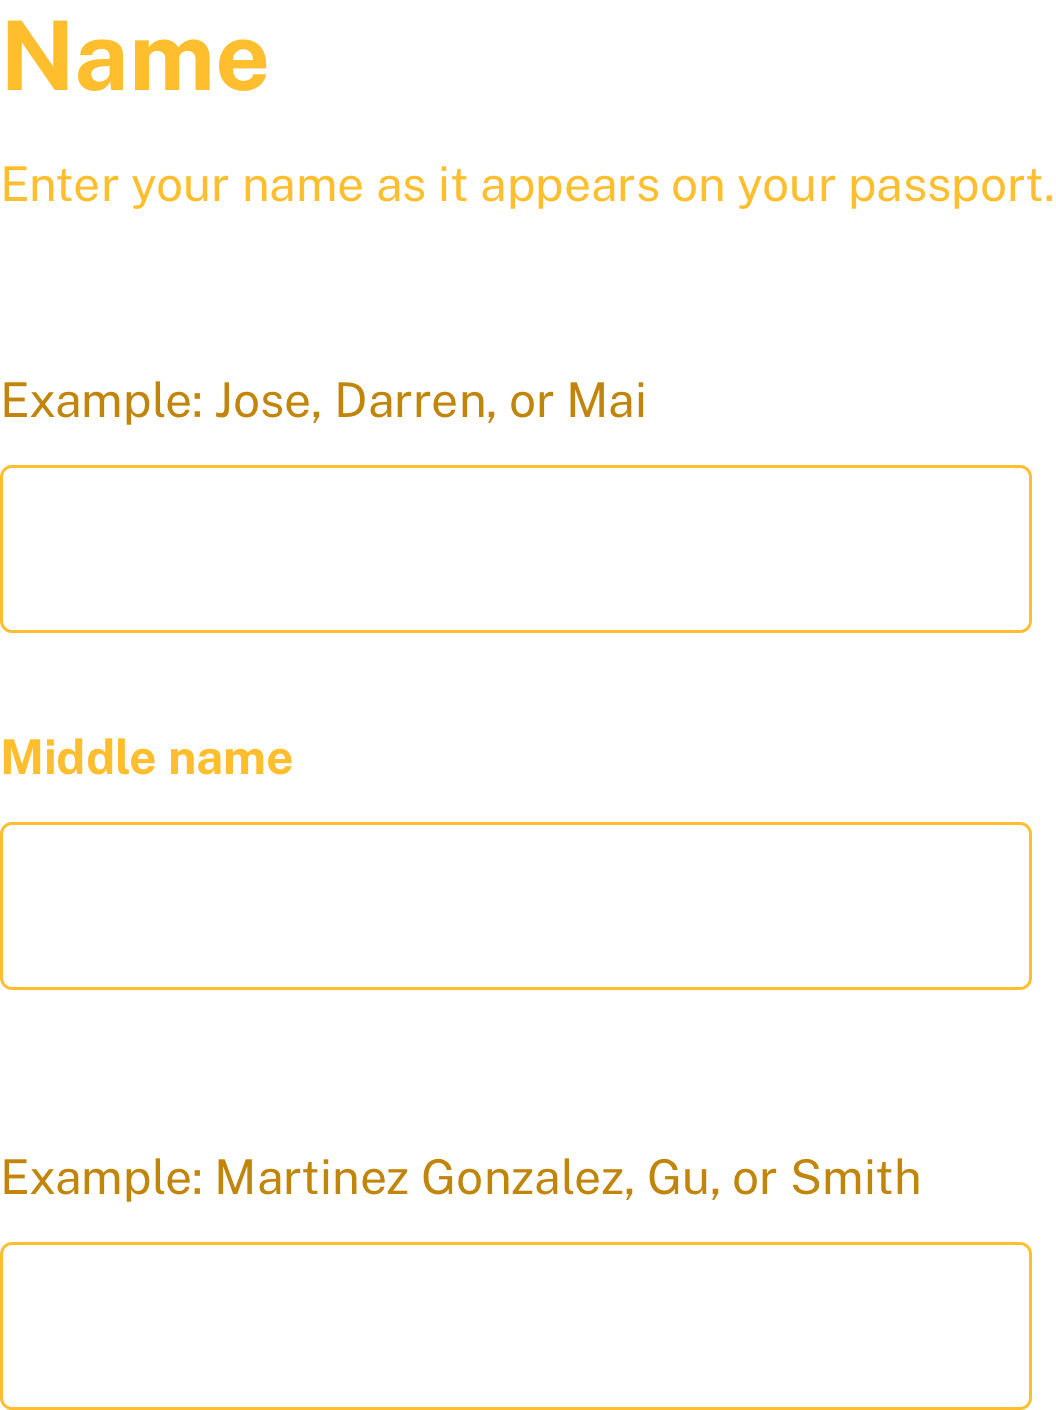 Name
Enter your name as it appears on your passport.
Example: Jose, Darren, or Mai
Middle name
Example: Martinez Gonzalez, Gu, or Smith